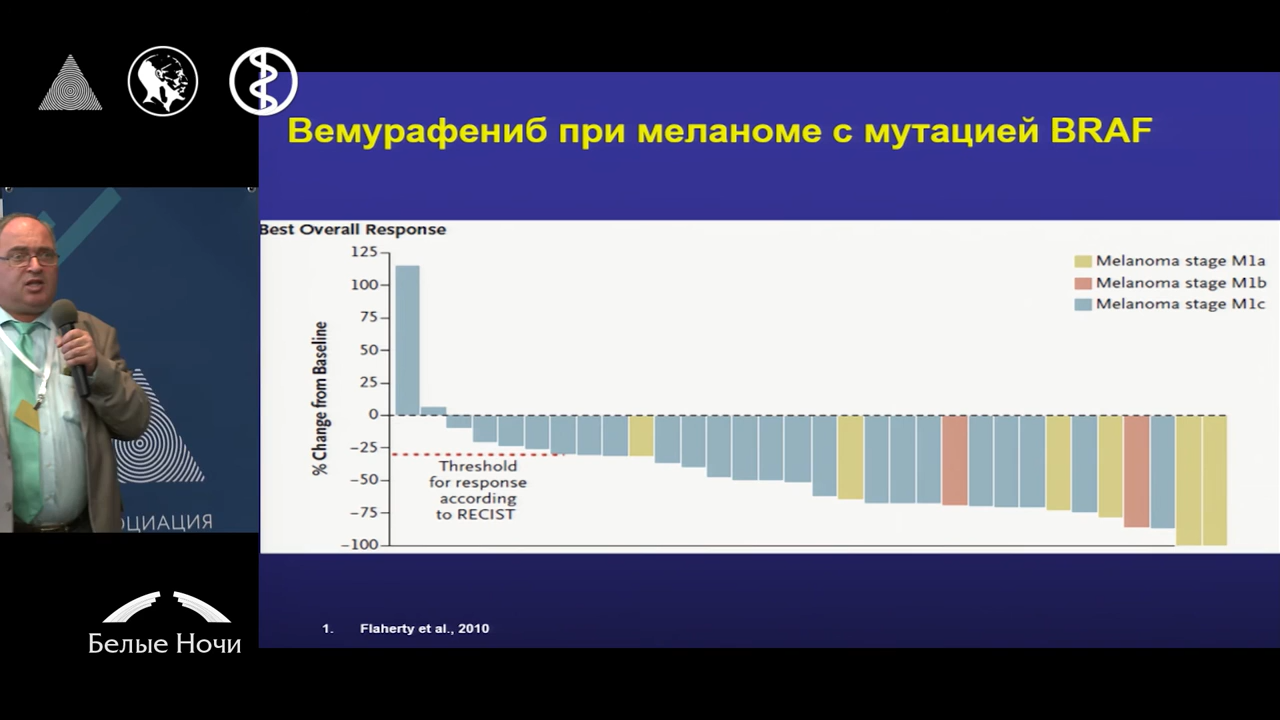 Вемурафениб при меланоме с мутацией BRAF
Best Overall Response
% Change from Baseline
125
100
75
50
25
0
−25
−50
−75
−100
Threshold
for response
according
to RECIST
Melanoma stage M1a
Melanoma stage M1b
Melanoma stage M1c
1. Flaherty et al., 2010
ОЦИАЦИЯ
Белые Ночи